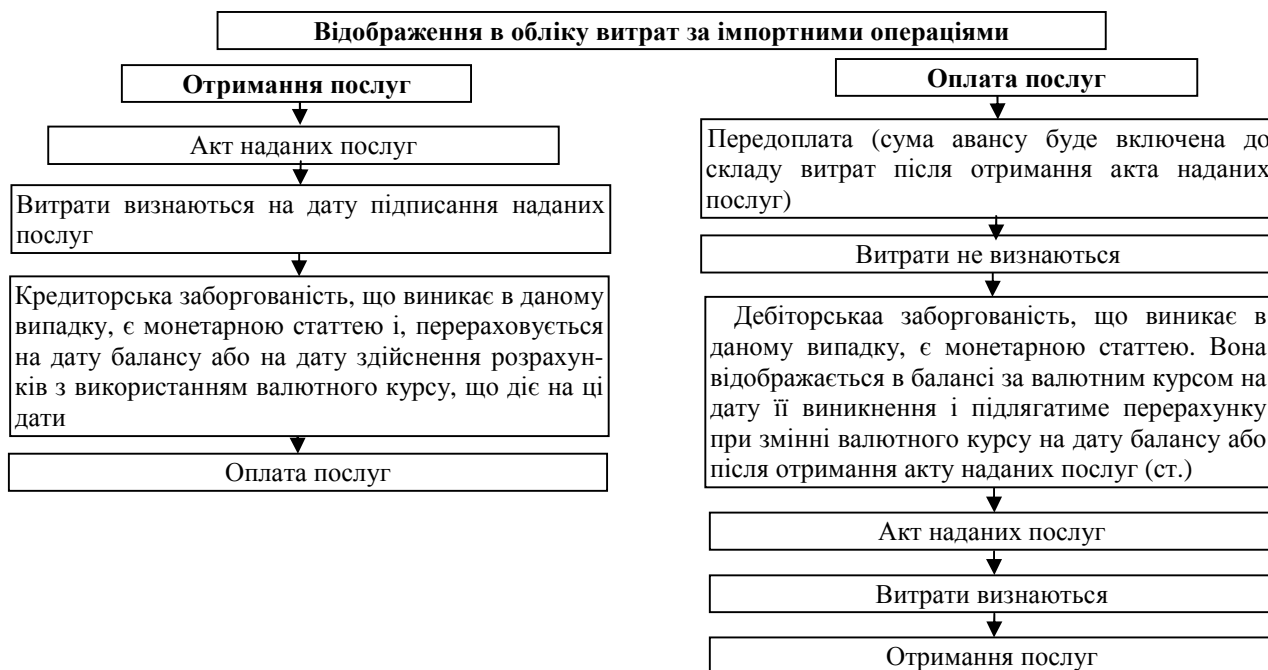 Відображення в обліку витрат за імпортними операціями
Отримання послуг
Акт наданих послуг
Витрати визнаються на дату підписання наданих
послуг
Кредиторська заборгованість, що виникає в даному
випадку, є монетарною статтею і, перераховується
на дату балансу або на дату здійснення розрахун-
ків з використанням валютного курсу, що діє на ці
дати
Оплата послуг
Оплата послуг
Передоплата (сума авансу буде включена до
складу витрат після отримання акта наданих
послуг)
Витрати не визнаються
Дебіторськаа заборгованість, що виникає в
даному випадку, є монетарною статтею. Вона
відображається в балансі за валютним курсом на
дату її виникнення і підлягатиме перерахунку
при змінні валютного курсу на дату балансу або
після отримання акту наданих послуг (ст.)
Акт наданих послуг
Витрати визнаються
Отримання послуг